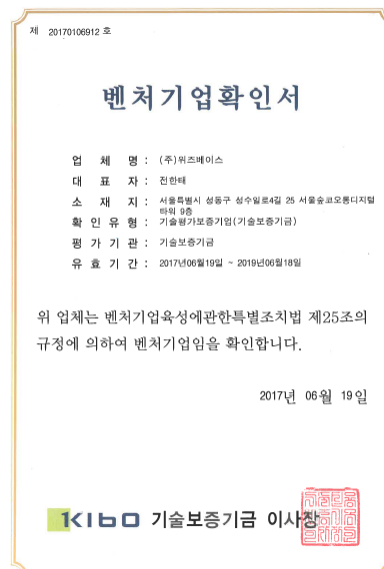 제 20170106912 호
벤처기업확인서
업 체 명 : (주)위즈베이스
대 표 자 : 전한태
소 재 지 : 서울특별시 성동구 성수일로4길 25 서울숲코오롱디지털
타워 9층
확 인 유 형 : 기술평가보증기업(기술보증기금)
평 가 기 관 : 기술보증기금
유 효 기 간 : 2017년06월19일 ~ 2019년06월18일
위 업체는 벤처기업육성에관한특별조치법 제25조의
규정에 의하여 벤처기업임을 확인합니다.
2017년 06월 19일
KIBO 기술보증기금 이사장